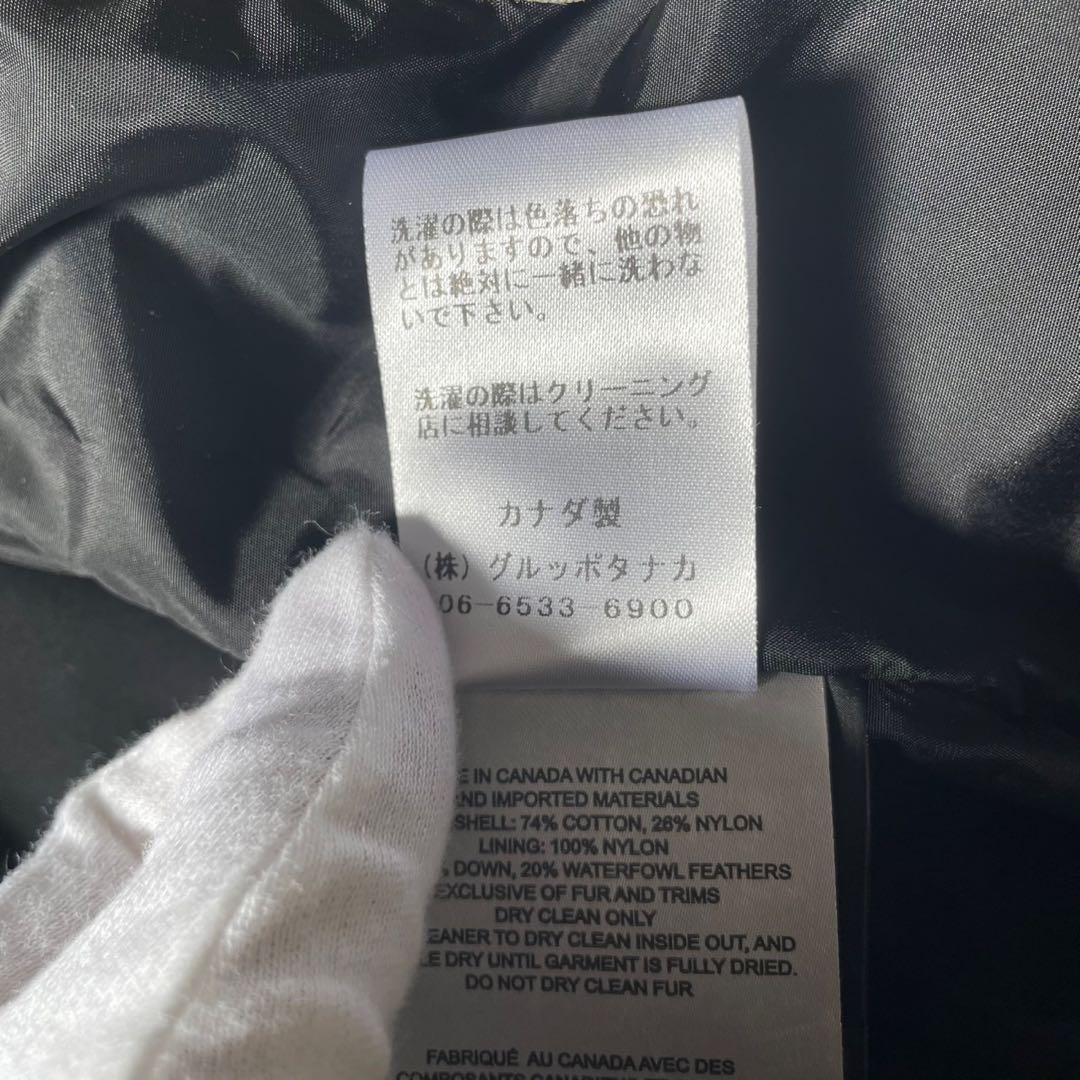 洗濯の際は色落ちの恐れ
がありますので、他の物
とは絶対に一緒に洗わな
いで下さい。
洗濯の際はクリーニング
店に相談してください。
カナダ製
(株)グルッポタナカ
06-6533-6900
IN CANADA WITH CANADIAN
IMPORTED MATERIALS
SHELL: 74% COTTON, 26% NYLON
LINING: 100% NYLON
DOWN, 20% WATERFOWL FEATHERS
EXCLUSIVE OF FUR AND TRIMS
DRY CLEAN ONLY
TO DRY CLEAN INSIDE OUT, AND
DRY UNTIL GARMENT IS FULLY DRIED.
DO NOT DRY CLEAN FUR
FABRIQUÉ AU CANADA AVEC DES